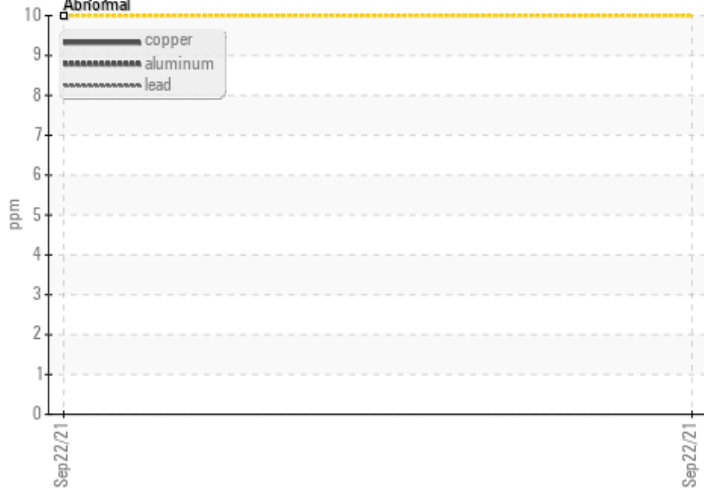 Abnormal
10
copper
aluminum
lead
9
8
7
6
5
4
3
2
1
0
ppm
Sep22/21
Sep22/21